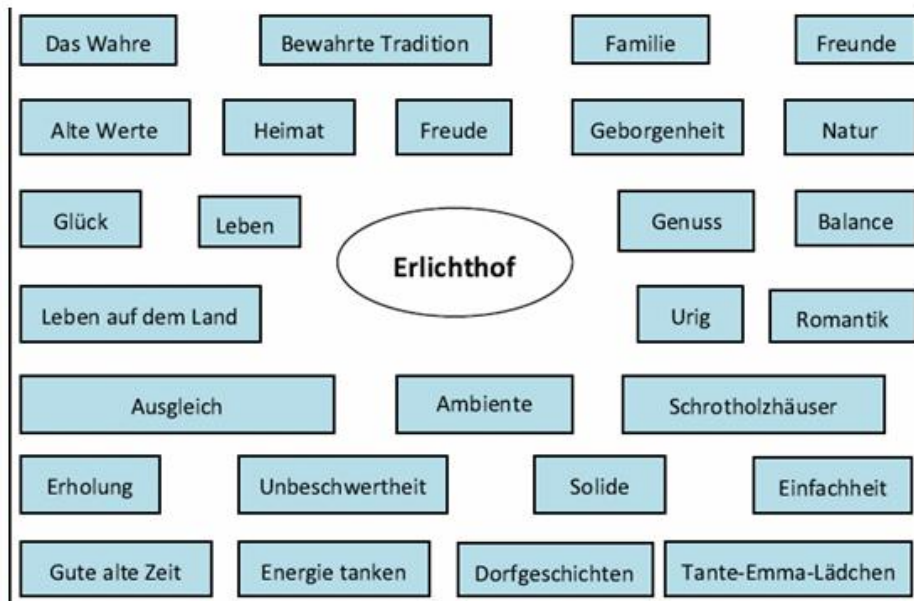 Das Wahre
Bewahrte Tradition
Familie
Freunde
Alte Werte
Heimat
Freude
Geborgenheit
Natur
Glück
Leben
Genuss
Balance
Erlichthof
Leben auf dem Land
Urig
Romantik
Ausgleich
Ambiente
Schrotholzhäuser
Erholung
Unbeschwertheit
Solide
Einfachheit
Gute alte Zeit
Energie tanken
Dorfgeschichten
Tante-Emma-Lädchen